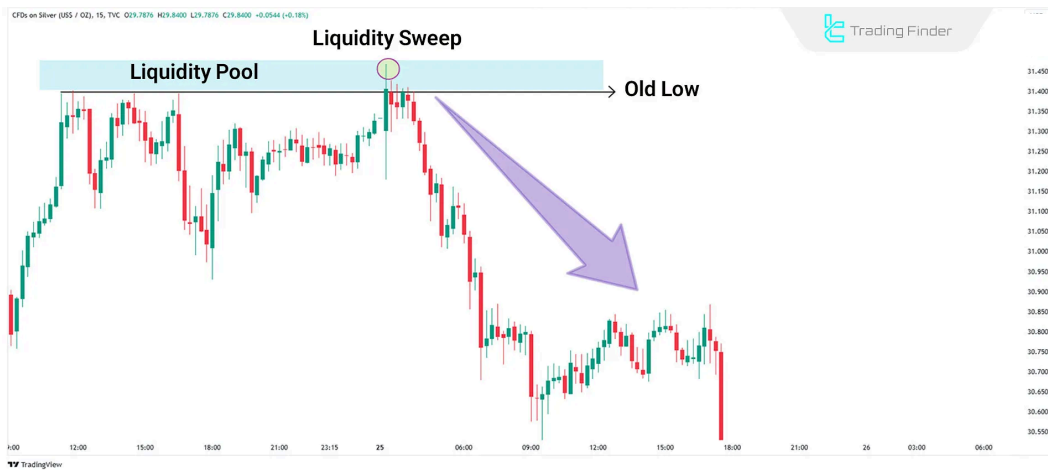 CFDs on Silver (US$ / OZ), 15, TVC O29.7876 H29.8400 L29.7876 C29.8400 +0.0544 (+0.18%)
Trading Finder
Liquidity Sweep
Liquidity Pool
Old Low
31.450
31.400
31.350
31.300
31.250
31.200
31.150
31.100
31.050
31.000
30.950
30.900
30.850
30.800
30.750
30.700
30.650
30.600
30.550
12:00 15:00 18:00 21:00 23:15 25 06:00 09:00 12:00 15:00 18:00 21:00 26 03:00 06:00
TradingView